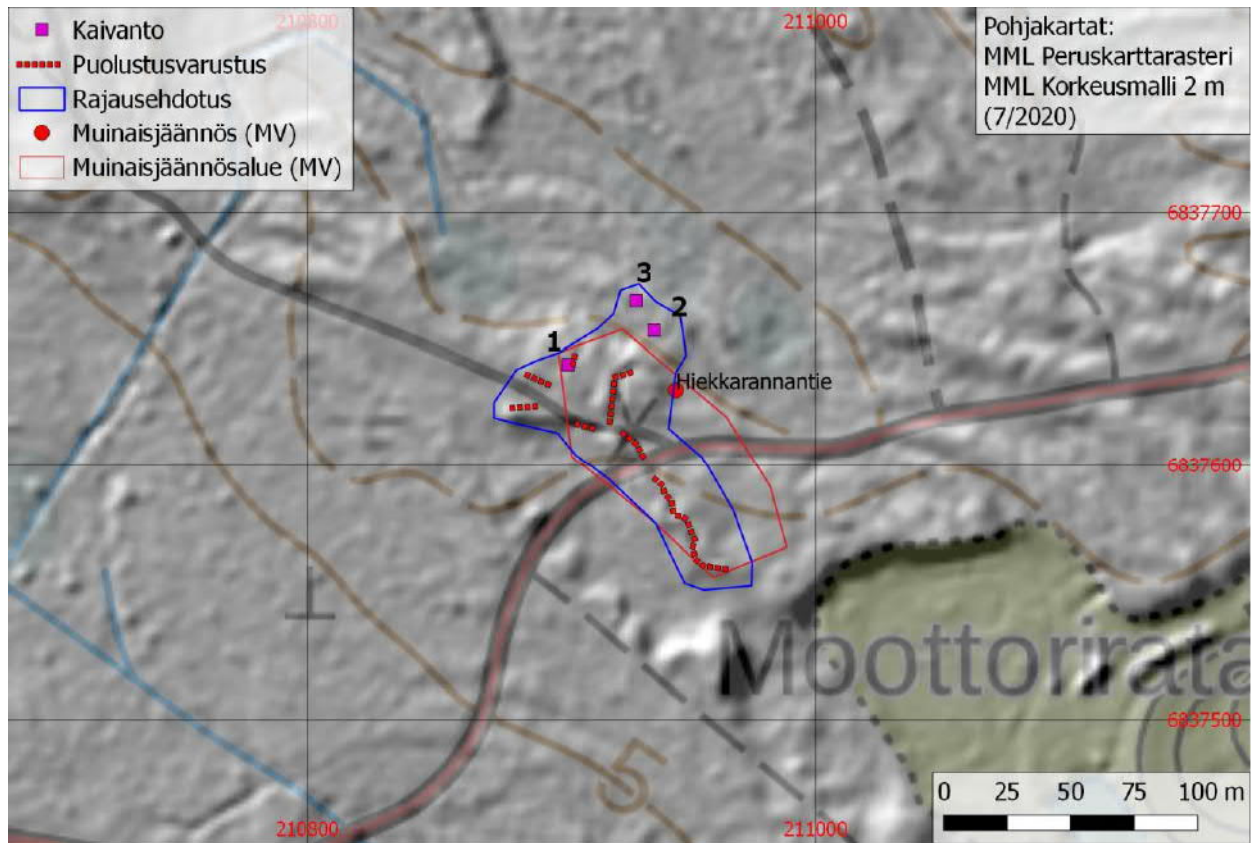 Kaivanto
Puolustusvarustus
Rajausehdotus
Muinaisjäännös (MV)
Muinaisjäännösalue (MV)
210800
211000
Pohjakartat:
MML Peruskarttarasteri
MML Korkeusmalli 2 m
(7/2020)
6837700
3
2
1
Hiekkarannantie
6837600
Moottorirata
6837500
5
0 25 50 75 100 m
210800
211000